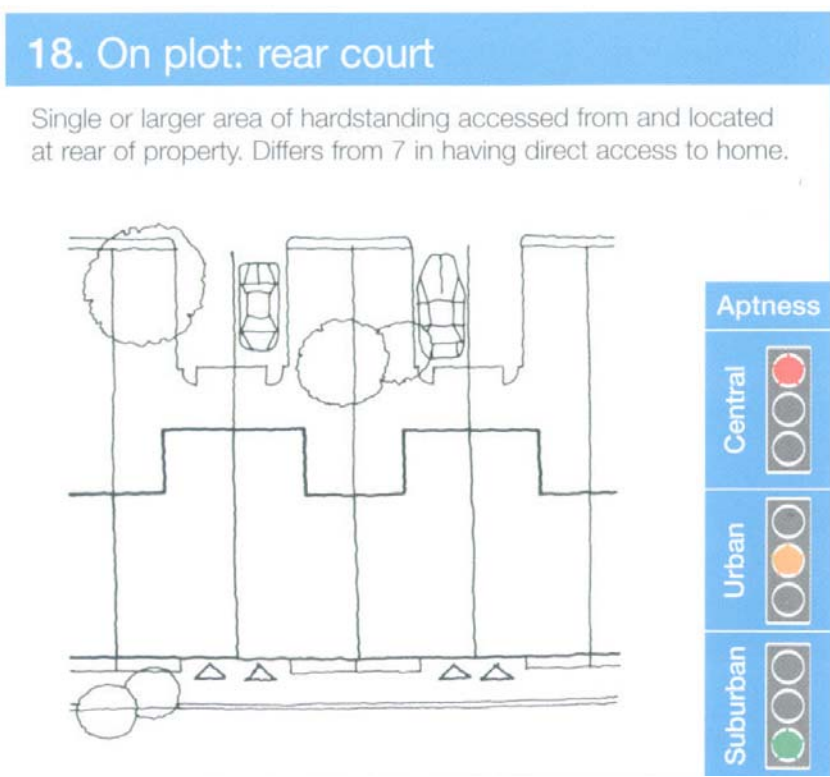 18. On plot: rear court
Single or larger area of hardstanding accessed from and located
at rear of property. Differs from 7 in having direct access to home.
Aptness
Central
Urban
Suburban